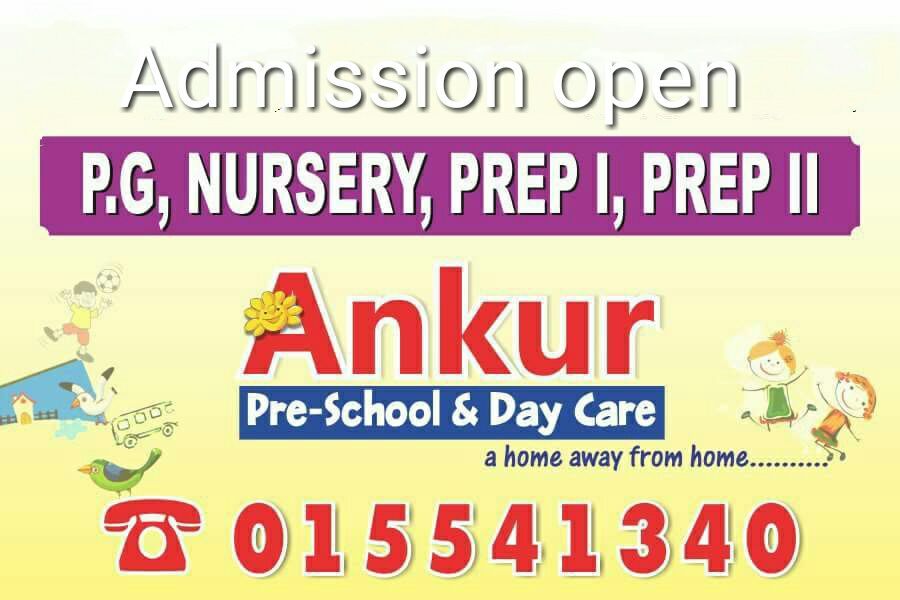 Admission open
P.G, NURSERY, PREP I, PREP II
Ankur
Pre-School & Day Care
a home away from home..........
015541340